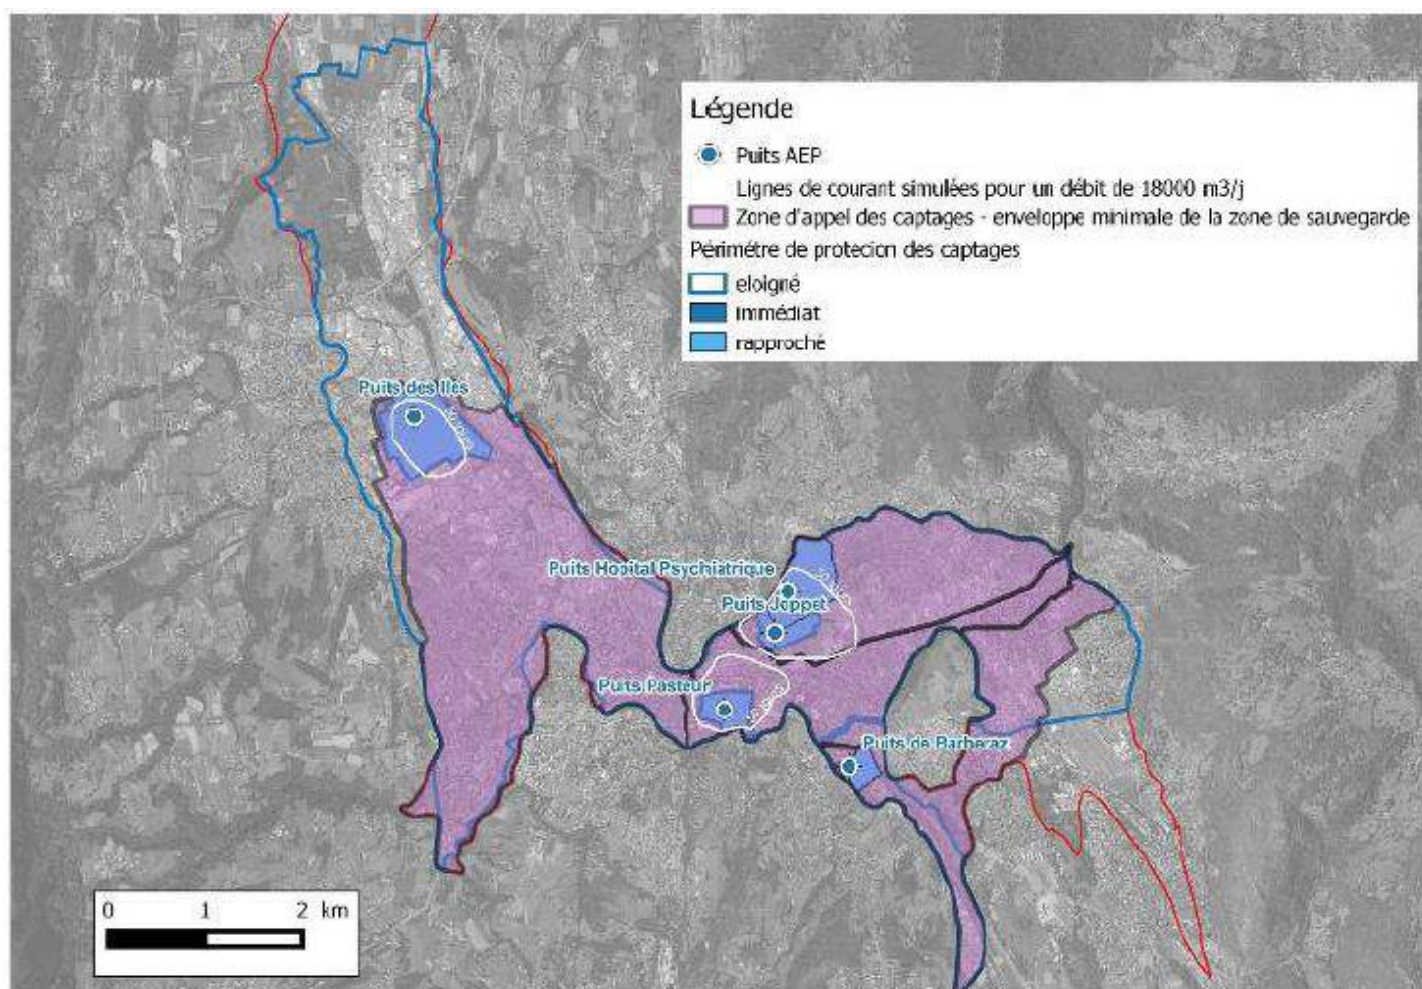 Légende
Puits AEP
Lignes de courant simulées pour un débit de 18000 m3/j
Zone d'appel des captages - enveloppe minimale de la zone de sauvegarde
Périmètre de protecion des captages
eloigné
immédiat
rapproché
Puits des Iles
Puits Hôpital Psychiatrique
Puits Joppet
Puits Pasteur
Puits de Barberaz
0 1 2 km